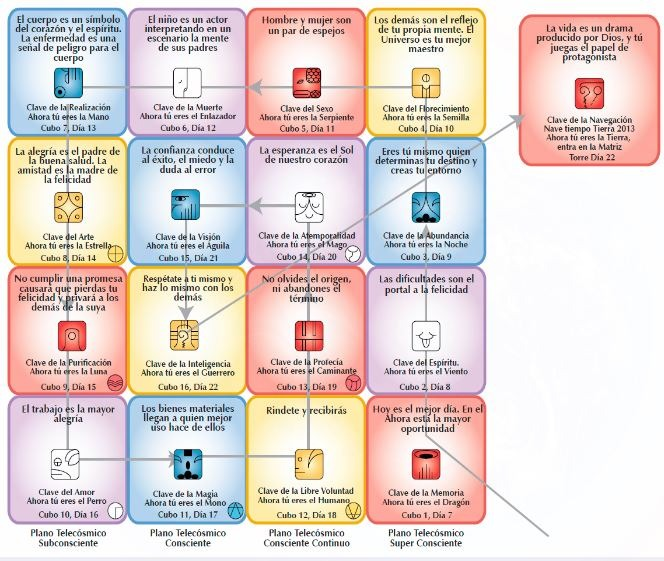 El cuerpo es un símbolo
del corazón y el espíritu.
La enfermedad es una
señal de peligro para el
cuerpo
Clave de la Realización
Ahora tú eres la Mano
Cubo 7, Día 13
El niño es un actor
interpretando en un
escenario la mente
de sus padres
Clave de la Muerte
Ahora tú eres el Enlazador
Cubo 6, Día 12
Hombre y mujer son
un par de espejos
Clave del Sexo
Ahora tú eres la Serpiente
Cubo 5, Día 11
Los demás son el reflejo
de tu propia mente. El
Universo es tu mejor
maestro
Clave del Florecimiento
Ahora tú eres la Semilla
Cubo 4, Día 10
La vida es un drama
producido por Dios, y tú
juegas el papel de
protagonista
Clave de la Navegación
Nave tiempo Tierra 2013
Ahora tú eres la Tierra,
entra en la Matriz
Torre Día 22
La alegría es el padre de
la buena salud. La
amistad es la madre de
la felicidad
Clave del Arte
Ahora tú eres la Estrella
Cubo 8, Día 14
La confianza conduce
al éxito, el miedo y la
duda al error
Clave de la Visión
Ahora tú eres el Águila
Cubo 15, Día 21
La esperanza es el Sol
de nuestro corazón
Clave de la Atemporalidad
Ahora tú eres el Mago
Cubo 14, Día 20
Eres tú mismo quien
determinas tu destino y
creas tu entorno
Clave de la Abundancia
Ahora tú eres la Noche
Cubo 3, Día 9
No cumplir una promesa
causará que pierdas tu
felicidad y privará a los
demás de la suya
Clave de la Purificación
Ahora tú eres la Luna
Cubo 9, Día 15
Respétate a ti mismo y
haz lo mismo con los
demás
Clave de la Inteligencia
Ahora tú eres el Guerrero
Cubo 16, Día 22
No olvides el origen,
ni abandones el
término
Clave de la Profecía
Ahora tú eres el Caminante
Cubo 13, Día 19
Las dificultades son el
portal a la felicidad
Clave del Espíritu.
Ahora tú eres el Viento
Cubo 2, Día 8
El trabajo es la mayor
alegría
Clave del Amor
Ahora tú eres el Perro
Cubo 10, Día 16
Los bienes materiales
llegan a quien mejor
uso hace de ellos
Clave de la Magia
Ahora tú eres el Mono
Cubo 11, Día 17
Rindete y recibirás
Clave de la Libre Voluntad
Ahora tú eres el Humano
Cubo 12, Día 18
Hoy es el mejor día. En el
Ahora está la mayor
oportunidad
Clave de la Memoria
Ahora tú eres el Dragón
Cubo 1, Día 7
Plano Telecósmico
Subconsciente
Plano Telecósmico
Consciente
Plano Telecósmico
Consciente Continuo
Plano Telecósmico
Super Consciente